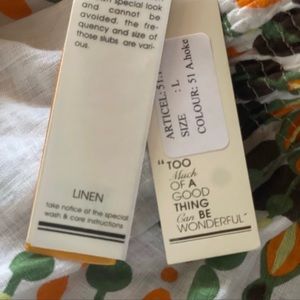 special look
and cannot be
avoided. the fre-
quency and size of
those slubs are vari-
ous.
LINEN
take notice of the special
wash & care instructions
ARTICEL: 51.
SIZE : L
COLOUR: 51 A.hoke
"TOO
Much
OF A
GOOD
THING
Can BE
WONDERFUL"